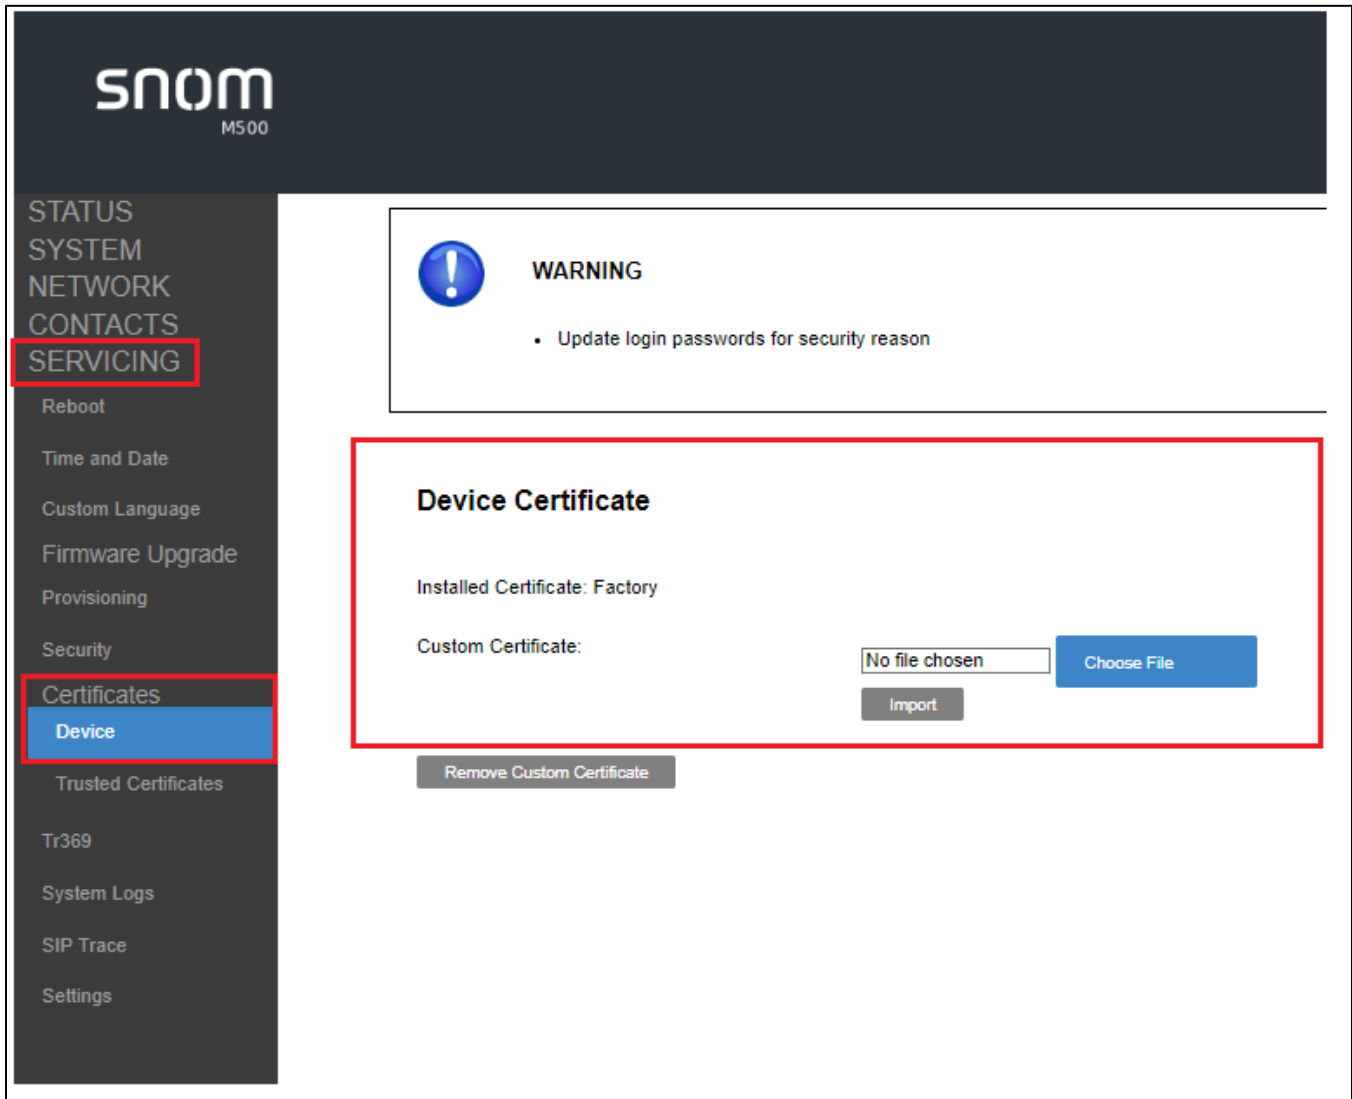 snom
M500
STATUS
SYSTEM
NETWORK
CONTACTS
SERVICING
Reboot
Time and Date
Custom Language
Firmware Upgrade
Provisioning
Security
Certificates
Device
Trusted Certificates
Tr369
System Logs
SIP Trace
Settings
WARNING
• Update login passwords for security reason
Device Certificate
Installed Certificate: Factory
Custom Certificate:
No file chosen
Choose File
Import
Remove Custom Certificate